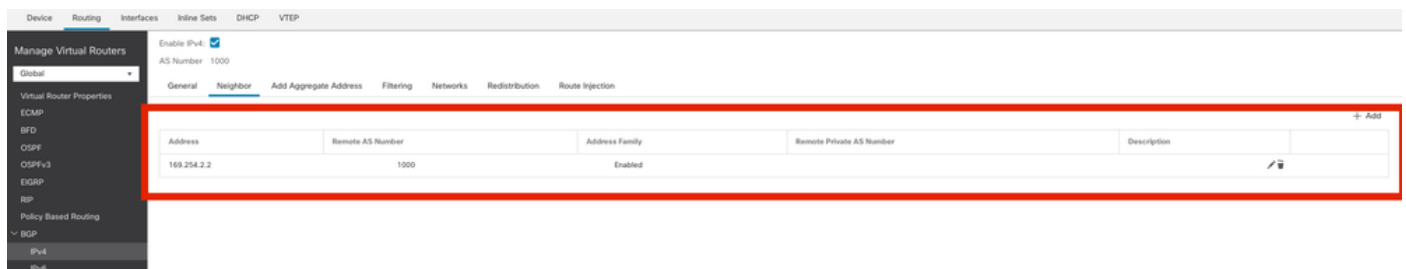 Device Routing Interfaces Inline Sets DHCP VTEP
Manage Virtual Routers
Global
Virtual Router Properties
ECMP
BFD
OSPF
OSPFv3
EIGRP
RIP
Policy Based Routing
BGP
IPv4
IPv6
Enable IPv4:
AS Number 1000
General Neighbor Add Aggregate Address Filtering Networks Redistribution Route Injection
+ Add
Address Remote AS Number Address Family Remote Private AS Number Description
169.254.2.2 1000 Enabled